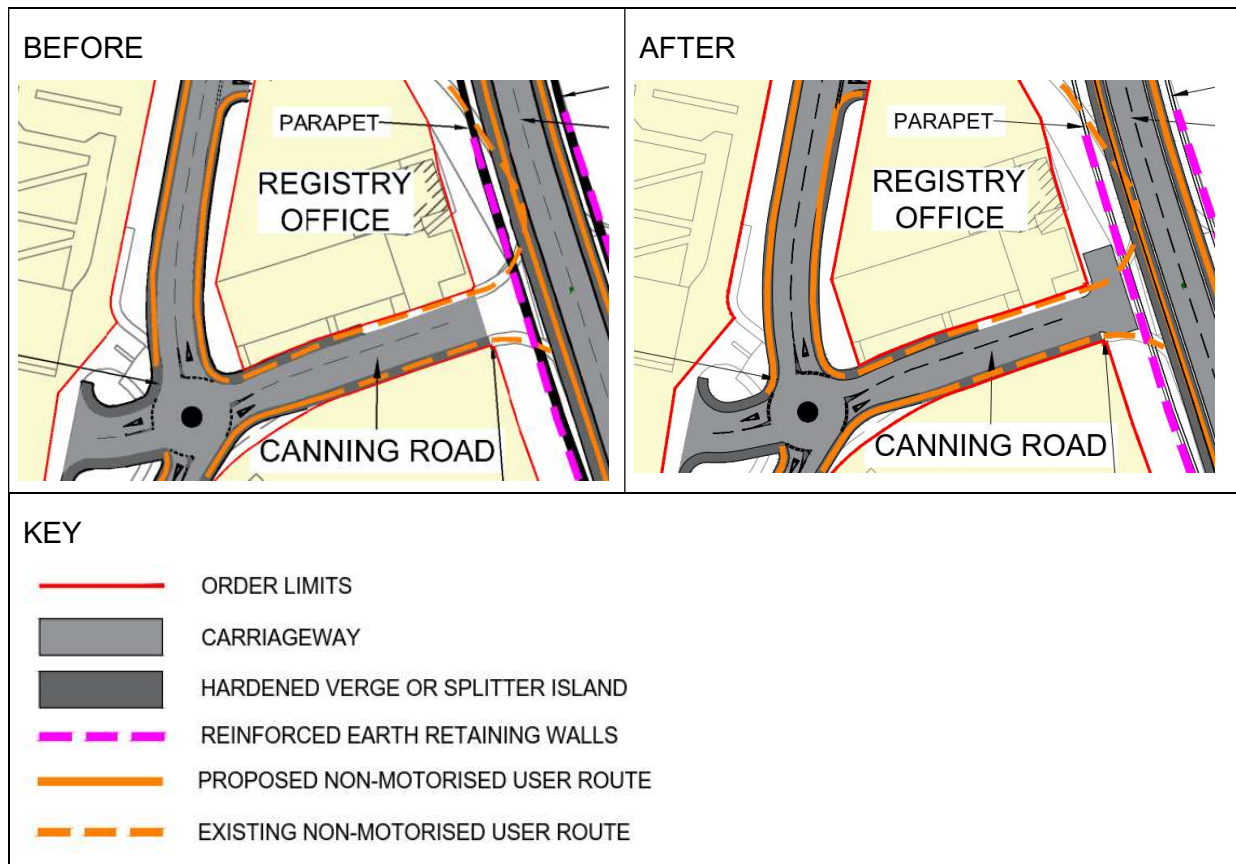 BEFORE
PARAPET
REGISTRY
OFFICE
CANNING ROAD
AFTER
PARAPET
REGISTRY
OFFICE
CANNING ROAD
KEY
ORDER LIMITS
CARRIAGEWAY
HARDENED VERGE OR SPLITTER ISLAND
REINFORCED EARTH RETAINING WALLS
PROPOSED NON-MOTORISED USER ROUTE
EXISTING NON-MOTORISED USER ROUTE